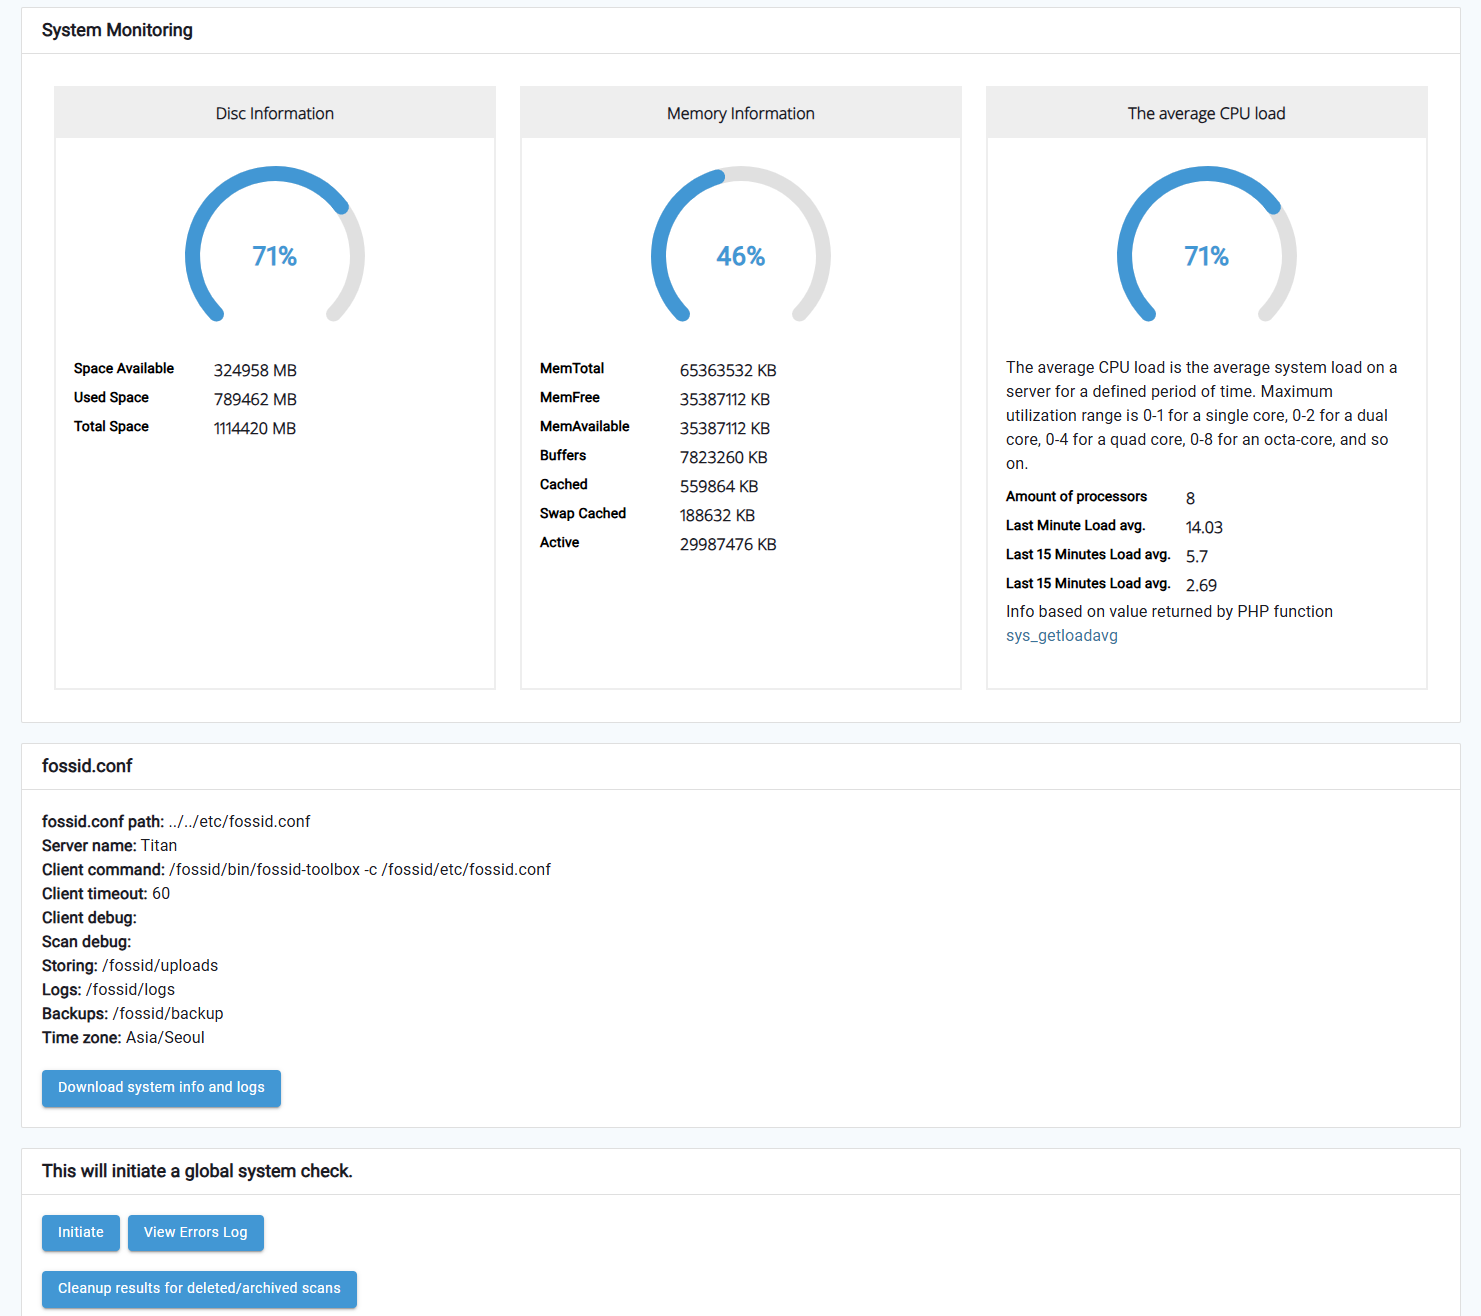 System Monitoring
Disc Information
71%
Space Available 324958 MB
Used Space 789462 MB
Total Space 1114420 MB
Memory Information
46%
MemTotal 65363532 KB
MemFree 35387112 KB
MemAvailable 35387112 KB
Buffers 7823260 KB
Cached 559864 KB
Swap Cached 188632 KB
Active 29987476 KB
The average CPU load
71%
The average CPU load is the average system load on a
server for a defined period of time. Maximum
utilization range is 0-1 for a single core, 0-2 for a dual
core, 0-4 for a quad core, 0-8 for an octa-core, and so
on.
Amount of processors 8
Last Minute Load avg. 14.03
Last 15 Minutes Load avg. 5.7
Last 15 Minutes Load avg. 2.69
Info based on value returned by PHP function
sys_getloadavg
fossid.conf
fossid.conf path: ../../etc/fossid.conf
Server name: Titan
Client command: /fossid/bin/fossid-toolbox -c /fossid/etc/fossid.conf
Client timeout: 60
Client debug:
Scan debug:
Storing: /fossid/uploads
Logs: /fossid/logs
Backups: /fossid/backup
Time zone: Asia/Seoul
Download system info and logs
This will initiate a global system check.
Initiate View Errors Log
Cleanup results for deleted/archived scans